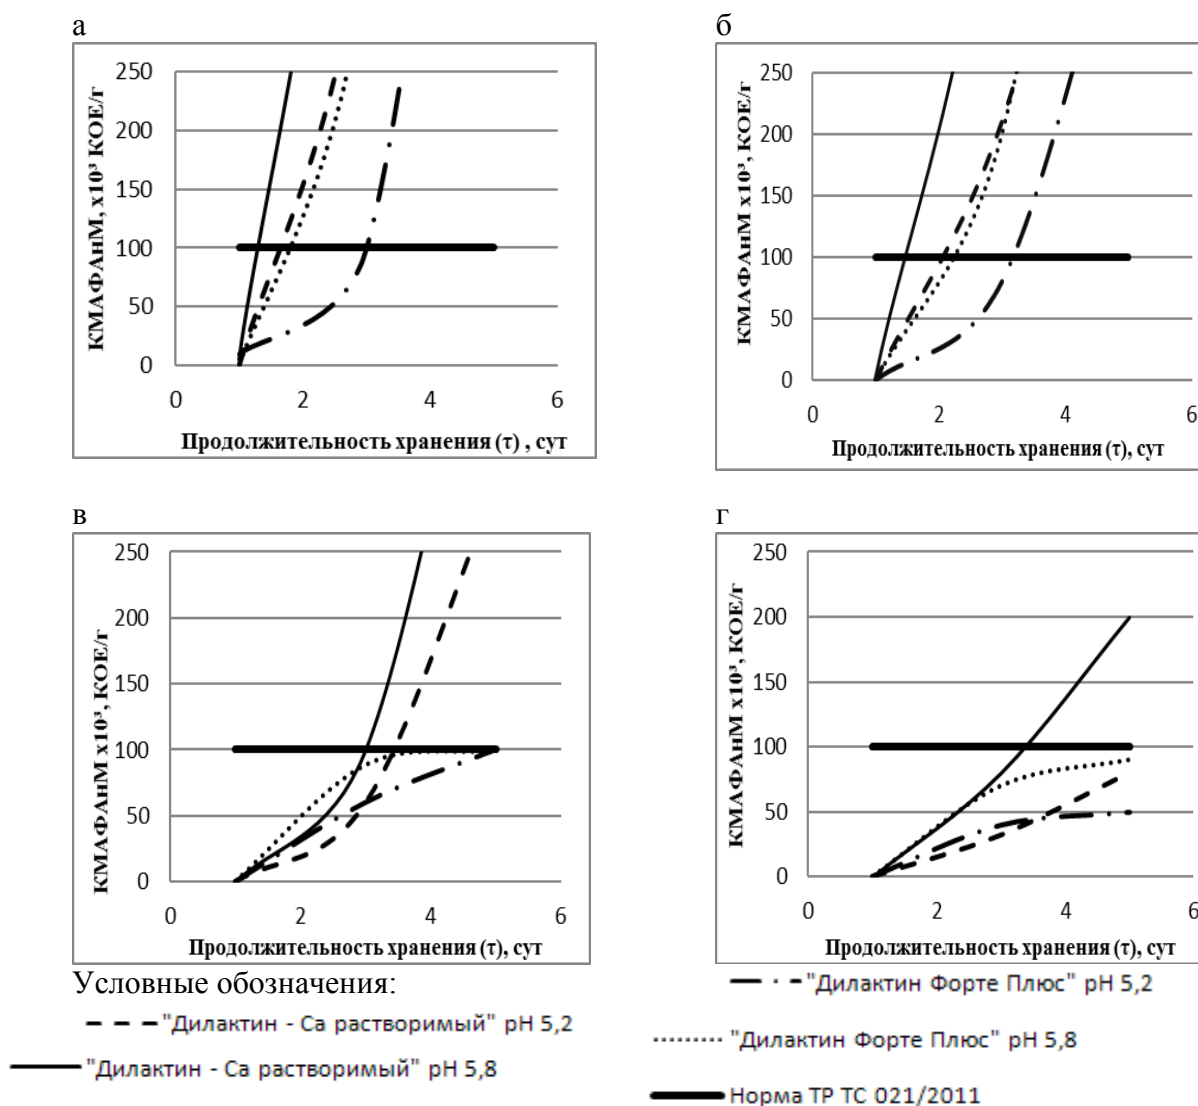 а
250
200
150
100
50
0
0 2 4 6
КМАФАнМ, х10³ КОЕ/г
Продолжительность хранения (τ) , сут
б
250
200
150
100
50
0
0 2 4 6
КМАФАнМ х10³, КОЕ/г
Продолжительность хранения (τ), сут
в
250
200
150
100
50
0
0 2 4 6
КМАФАнМ х10³, КОЕ/г
Продолжительность хранения (τ), сут
г
250
200
150
100
50
0
0 2 4 6
КМАФАнМ х10³, КОЕ/г
Продолжительность хранения (τ), сут
Условные обозначения:
"Дилактин - Са растворимый" рН 5,2
"Дилактин - Са растворимый" рН 5,8
"Дилактин Форте Плюс" рН 5,2
"Дилактин Форте Плюс" рН 5,8
Норма ТР ТС 021/2011